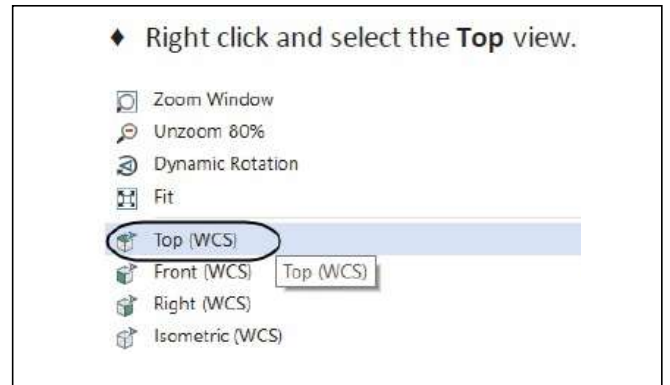 ♦ Right click and select the Top view.
Zoom Window
Unzoom 80%
Dynamic Rotation
Fit
Top (WCS)
Front (WCS) Top (WCS)
Right (WCS)
Isometric (WCS)